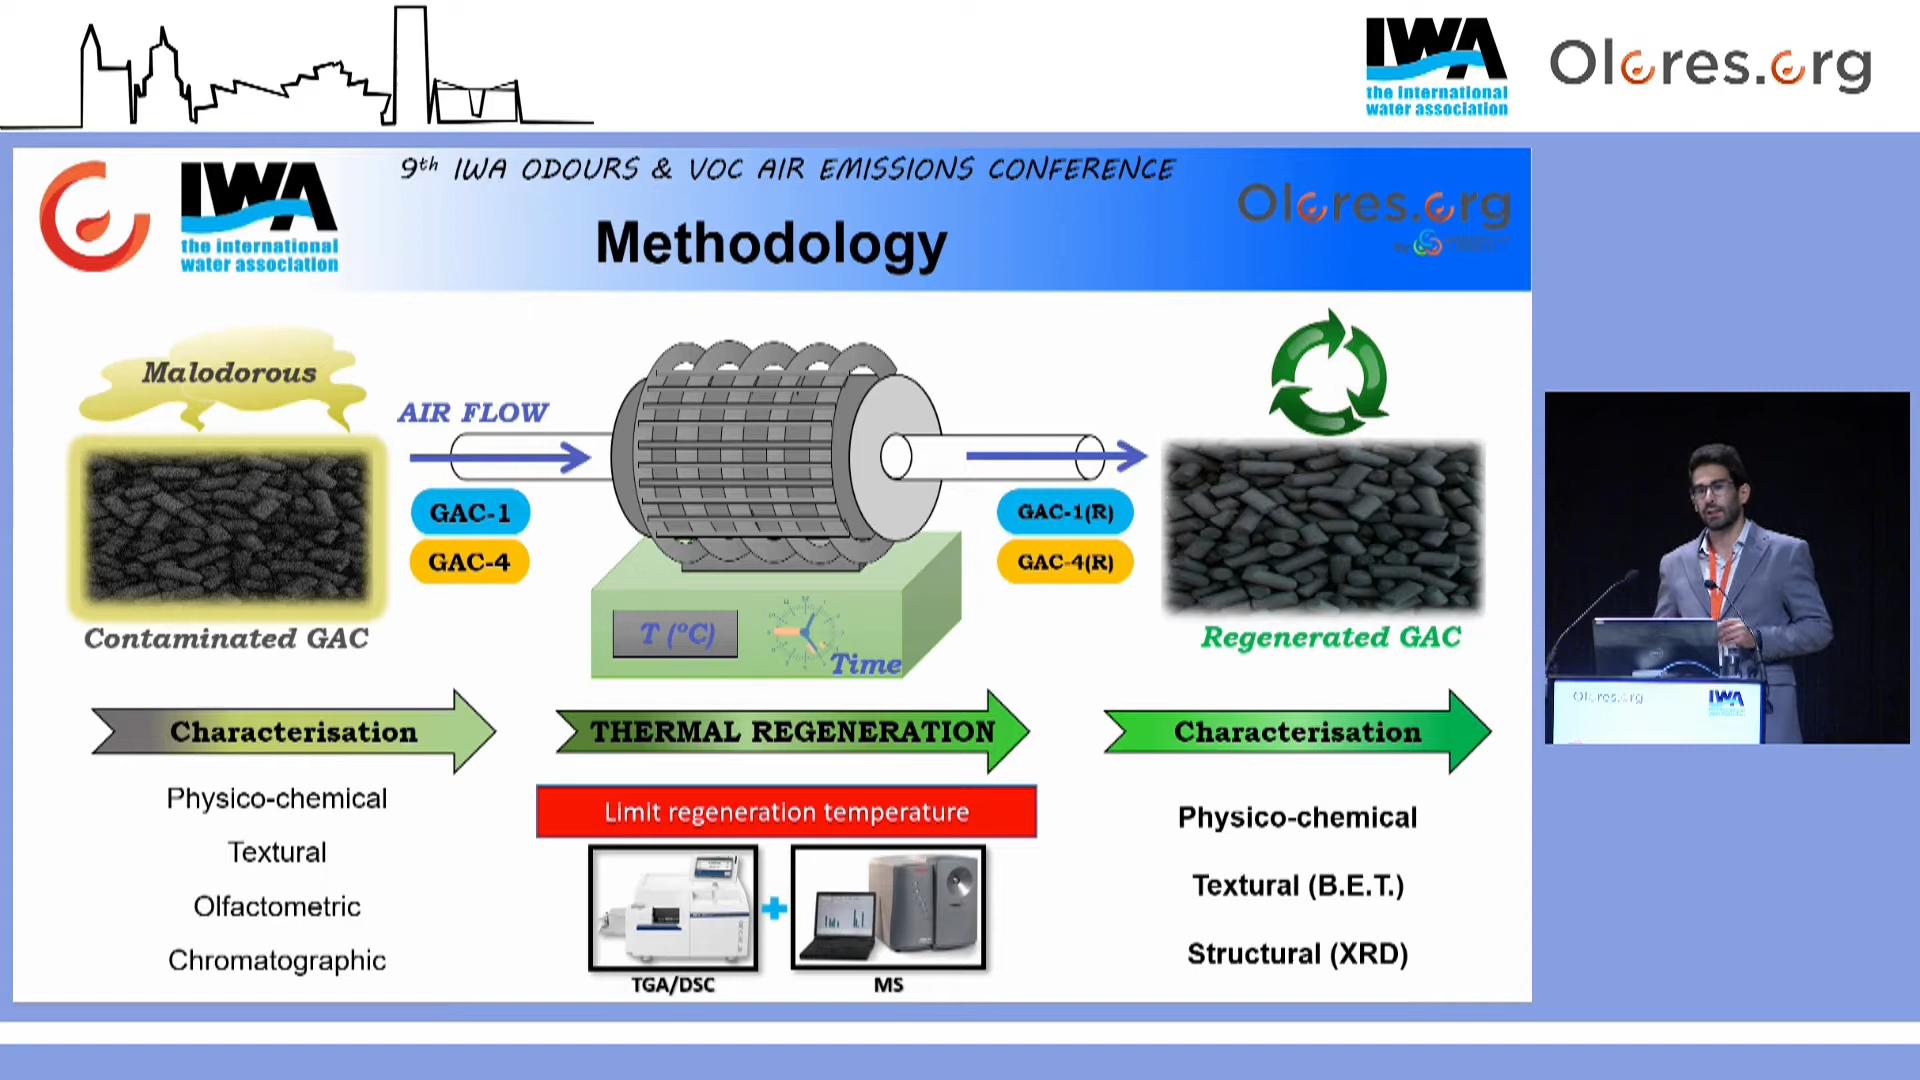 IWA
the international
water association
Olores.org
9th IWA ODOURS & VOC AIR EMISSIONS CONFERENCE
IWA
the international
water association
Methodology
Olores.org
by
Malodorous
AIR FLOW
GAC-1
GAC-4
GAC-1(R)
GAC-4(R)
Contaminated GAC
T (ºC)
Time
Regenerated GAC
Characterisation
THERMAL REGENERATION
Characterisation
Physico-chemical
Textural
Olfactometric
Chromatographic
Limit regeneration temperature
TGA/DSC
MS
Physico-chemical
Textural (B.E.T.)
Structural (XRD)
Olores.org
IWA